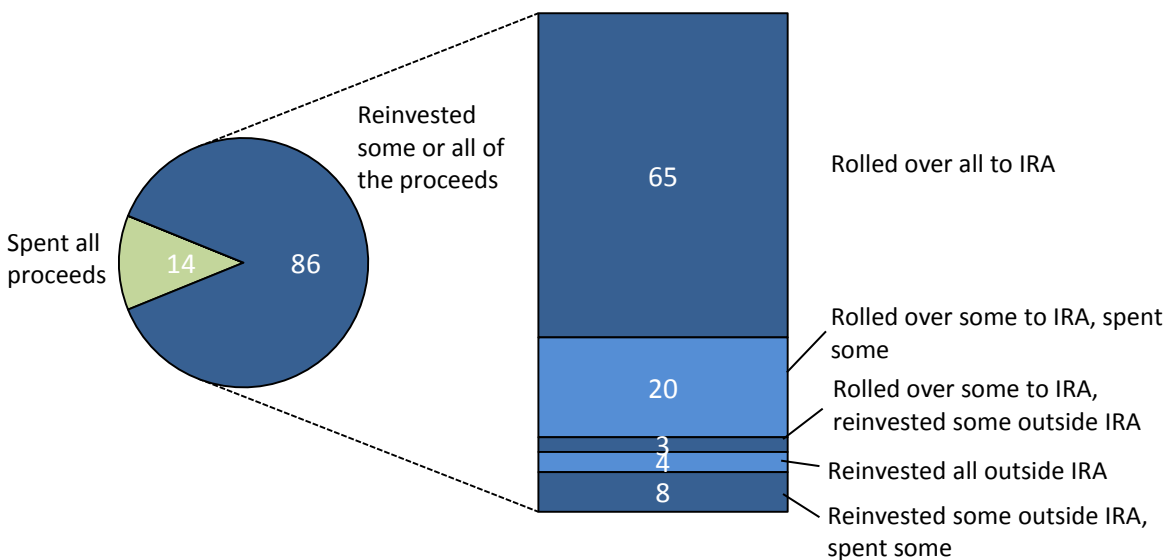 Reinvested
some or all of
the proceeds
Spent all
proceeds
14
86
65
Rolled over all to IRA
20
Rolled over some to IRA, spent
some
3
Rolled over some to IRA,
reinvested some outside IRA
4
Reinvested all outside IRA
8
Reinvested some outside IRA,
spent some